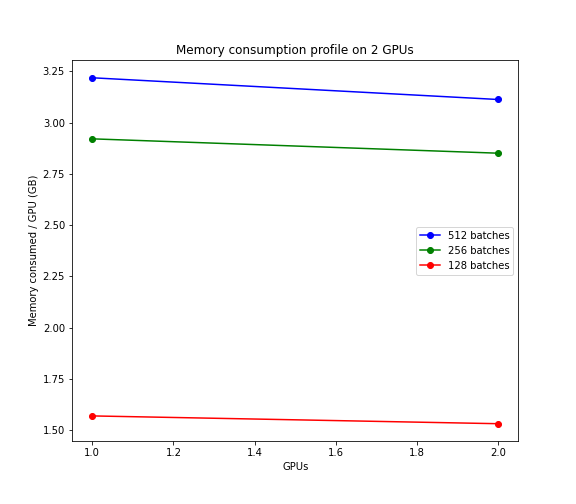 Memory consumption profile on 2 GPUs
3.25
3.00
2.75
2.50
2.25
2.00
1.75
1.50
Memory consumed / GPU (GB)
512 batches
256 batches
128 batches
1.0 1.2 1.4 1.6 1.8 2.0
GPUs